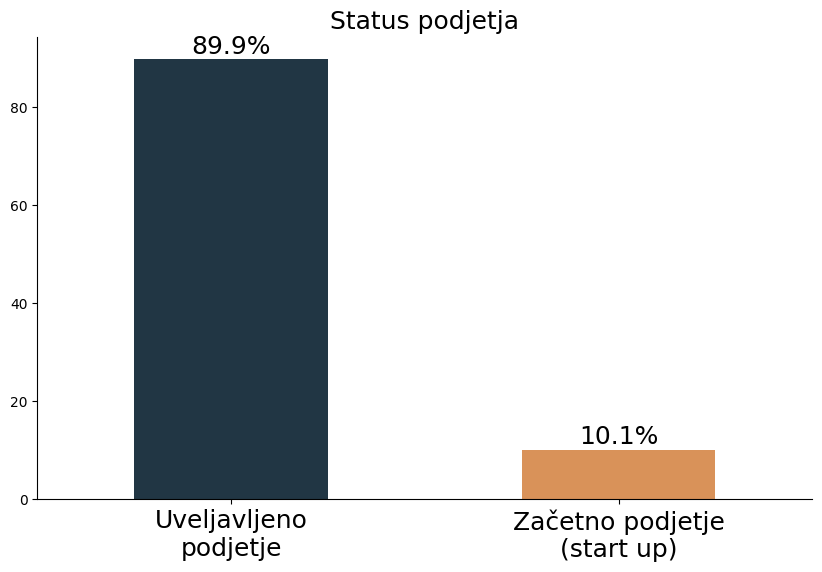 Status podjetja
89.9%
80
60
40
20
0
10.1%
Uveljavljeno
podjetje
Začetno podjetje
(start up)